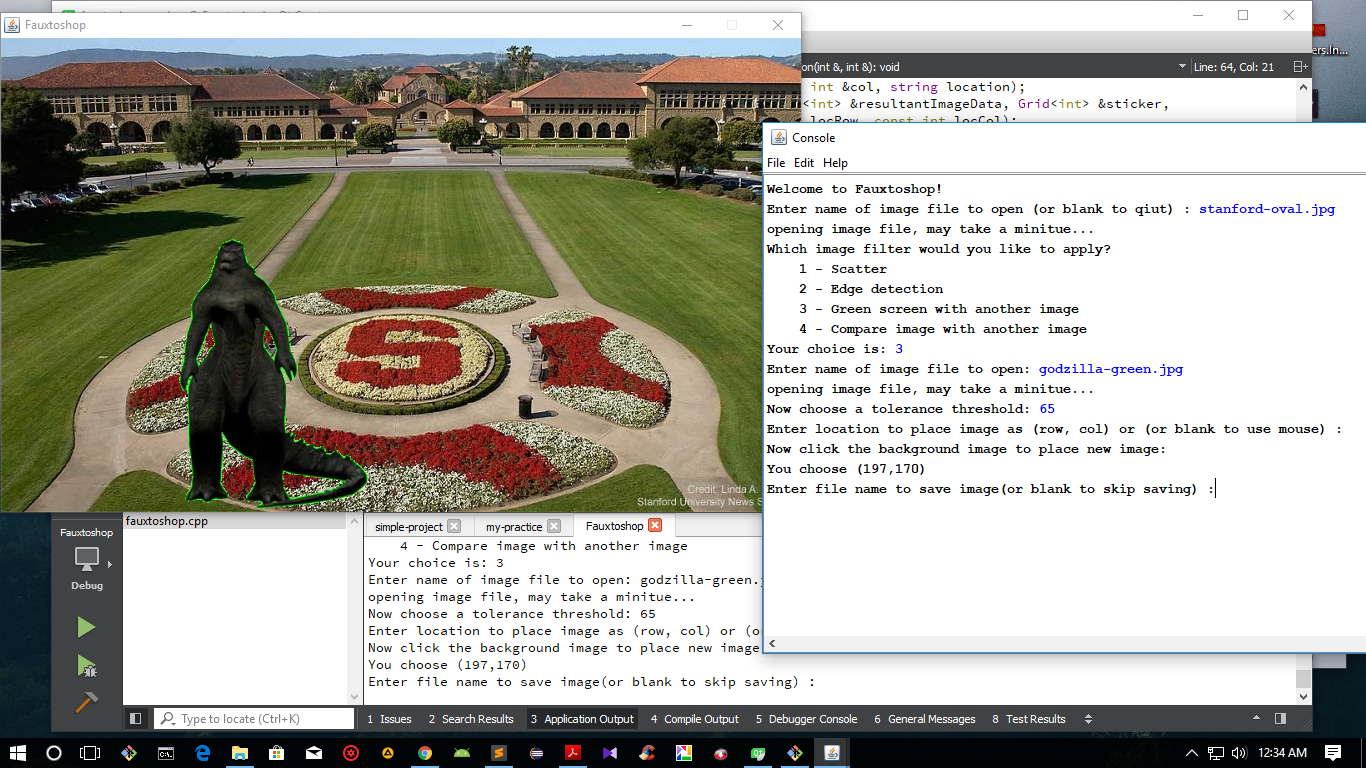 Fauxtoshop
on(int &, int &): void
Line: 64, Col: 21
int &col, string location);
<int> &resultantImageData, Grid<int> &sticker,
ers.In...
Console
File Edit Help
Welcome to Fauxtoshop!
Enter name of image file to open (or blank to qiut) : stanford-oval.jpg
opening image file, may take a minitue...
Which image filter would you like to apply?
1 - Scatter
2 - Edge detection
3 - Green screen with another image
4 - Compare image with another image
Your choice is: 3
Enter name of image file to open: godzilla-green.jpg
opening image file, may take a minitue...
Now choose a tolerance threshold: 65
Enter location to place image as (row, col) or (or blank to use mouse) :
Now click the background image to place new image:
You choose (197,170)
Enter file name to save image(or blank to skip saving) :
S
Credit: Linda A.
Stanford University News S
Fauxtoshop
Debug
fauxtoshop.cpp
simple-project
my-practice
Fauxtoshop
4 - Compare image with another image
Your choice is: 3
Enter name of image file to open: godzilla-green.j
opening image file, may take a minitue...
Now choose a tolerance threshold: 65
Enter location to place image as (row, col) or (o
Now click the background image to place new image
You choose (197,170)
Enter file name to save image(or blank to skip saving) :
Type to locate (Ctrl+K)
1 Issues
2 Search Results
3 Application Output
4 Compile Output
5 Debugger Console
6 General Messages
8 Test Results
12:34 AM